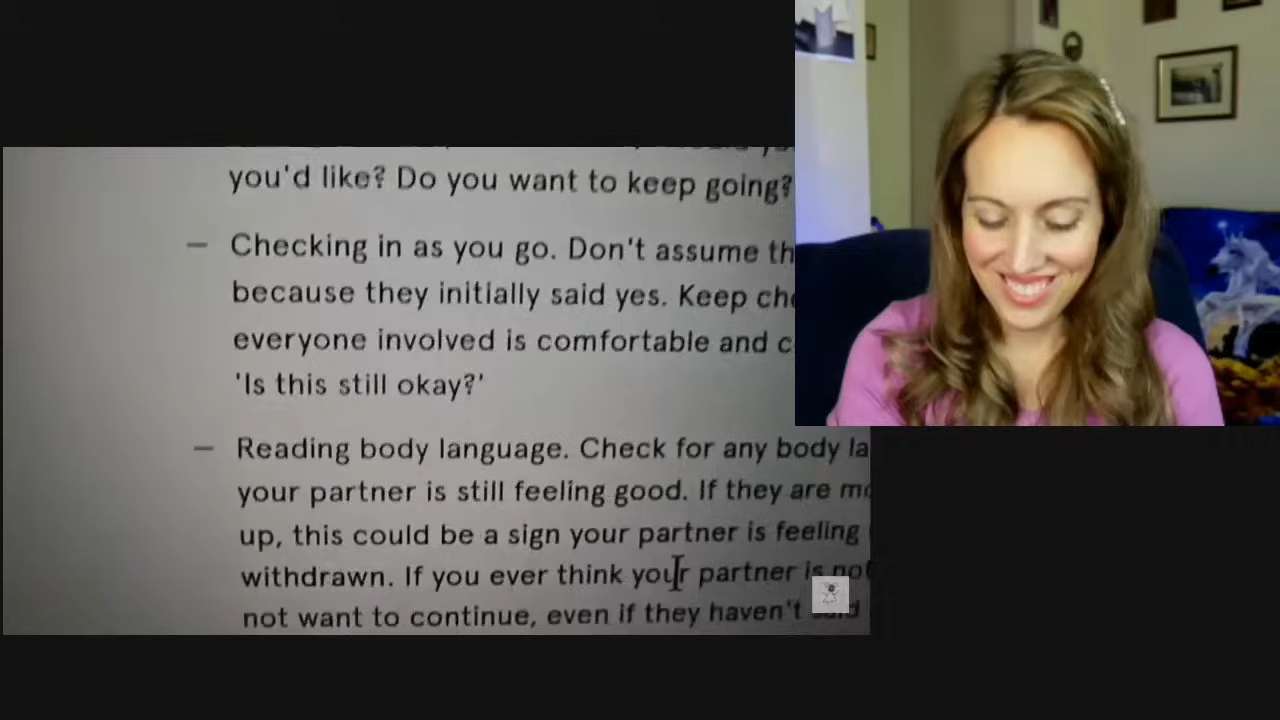 you'd like? Do you want to keep going?
— Checking in as you go. Don't assume th
because they initially said yes. Keep che
everyone involved is comfortable and c
'Is this still okay?'
— Reading body language. Check for any body la
your partner is still feeling good. If they are mo
up, this could be a sign your partner is feeling
withdrawn. If you ever think your partner is not
not want to continue, even if they haven't said